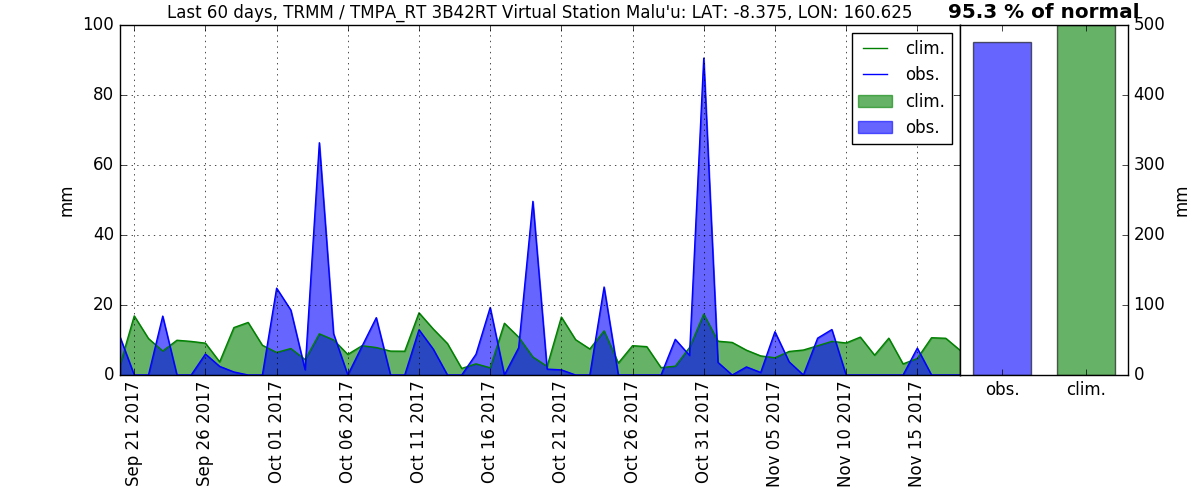 Last 60 days, TRMM / TMPA_RT 3B42RT Virtual Station Malu'u: LAT: -8.375, LON: 160.625
95.3 % of normal
100
80
60
40
20
0
mm
clim.
obs.
clim.
obs.
500
400
300
200
100
0
mm
obs.
clim.
Sep 21 2017
Sep 26 2017
Oct 01 2017
Oct 06 2017
Oct 11 2017
Oct 16 2017
Oct 21 2017
Oct 26 2017
Oct 31 2017
Nov 05 2017
Nov 10 2017
Nov 15 2017